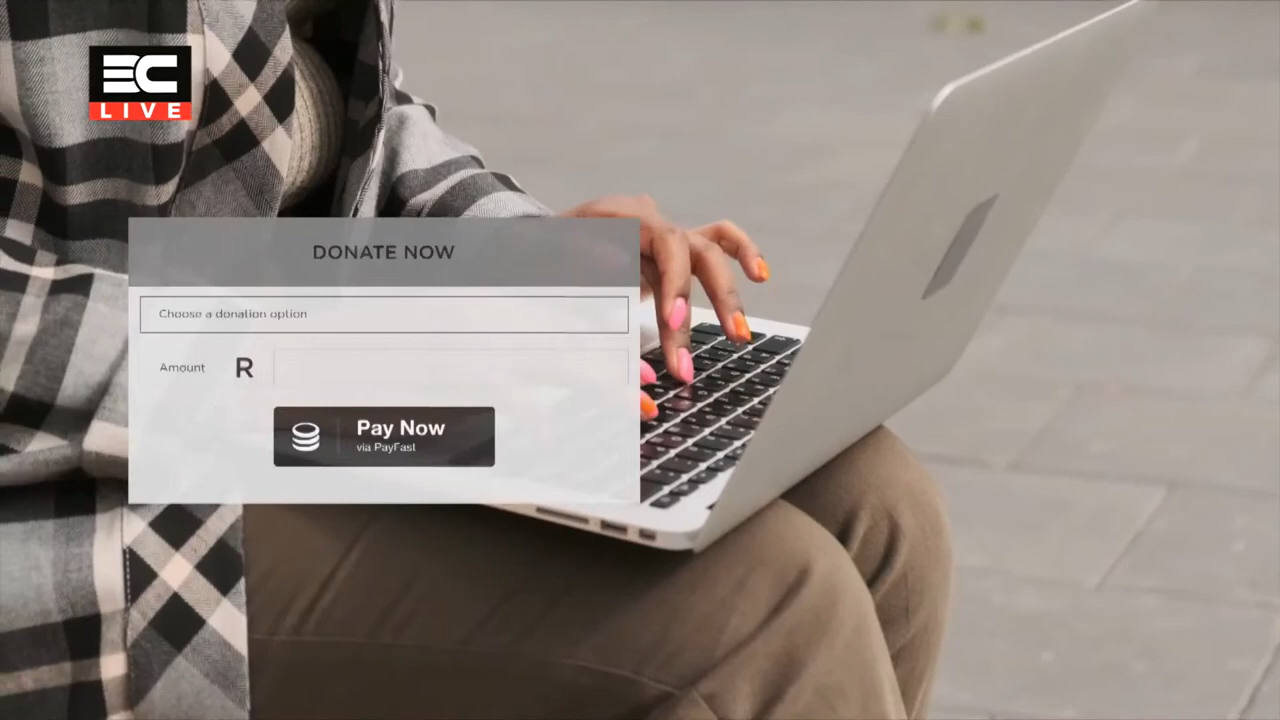 EC
LIVE
DONATE NOW
Choose a donation option
Amount R
Pay Now
via PayFast